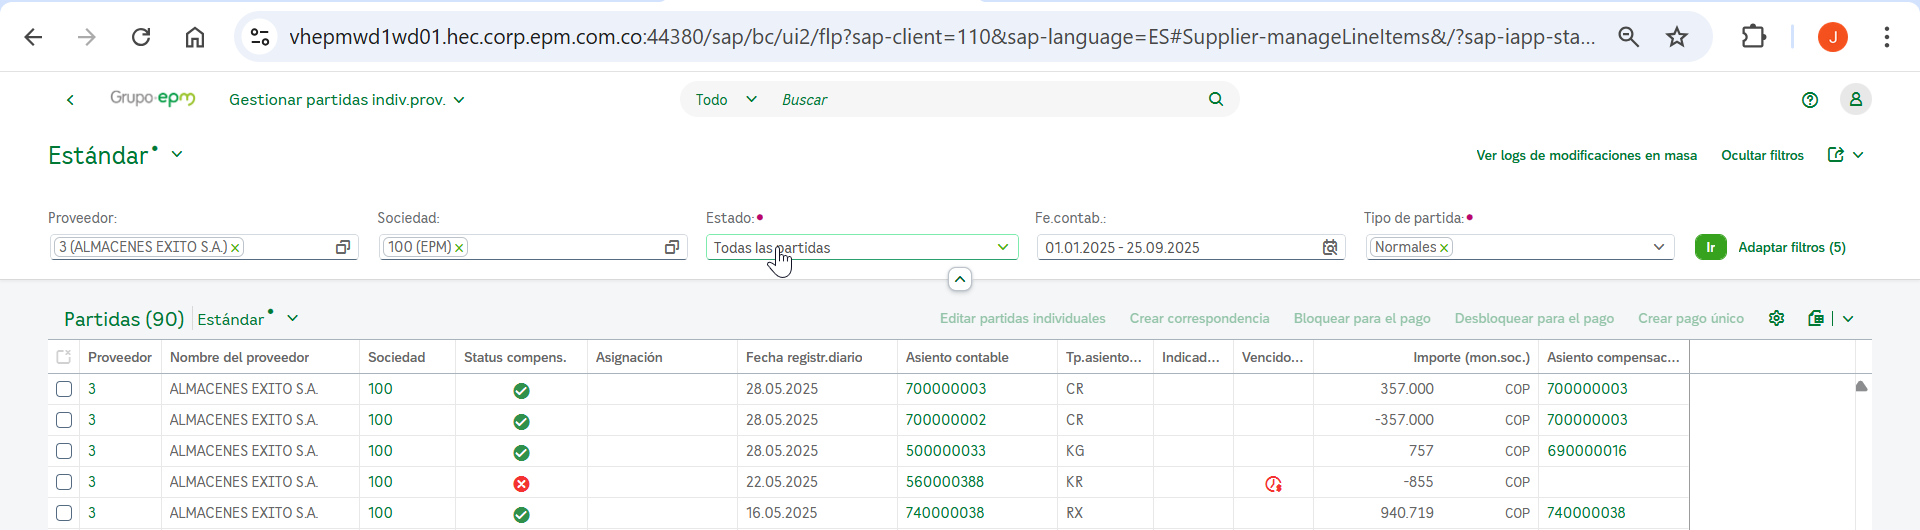 vhepmwd1wd01.hec.corp.epm.com.co:44380/sap/bc/ui2/flp?sap-client=110&sap-language=ES#Supplier-manageLineItems&/?sap-iapp-sta... J
Grupo·epm Gestionar partidas indiv.prov. Todo Buscar
Estándar Ver logs de modificaciones en masa Ocultar filtros
Proveedor: Sociedad: Estado: Fe.contab.: Tipo de partida:
3 (ALMACENES EXITO S.A.) 100 (EPM) Todas las partidas 01.01.2025 - 25.09.2025 Normales Ir Adaptar filtros (5)
Partidas (90) Estándar Editar partidas individuales Crear correspondencia Bloquear para el pago Desbloquear para el pago Crear pago único
Proveedor Nombre del proveedor Sociedad Status compens. Asignación Fecha registr.diario Asiento contable Tp.asiento... Indicad... Vencido... Importe (mon.soc.) Asiento compensac...
3 ALMACENES EXITO S.A. 100 28.05.2025 700000003 CR 357.000 COP 700000003
3 ALMACENES EXITO S.A. 100 28.05.2025 700000002 CR -357.000 COP 700000003
3 ALMACENES EXITO S.A. 100 28.05.2025 500000033 KG 757 COP 690000016
3 ALMACENES EXITO S.A. 100 22.05.2025 560000388 KR -855 COP
3 ALMACENES EXITO S.A. 100 16.05.2025 740000038 RX 940.719 COP 740000038